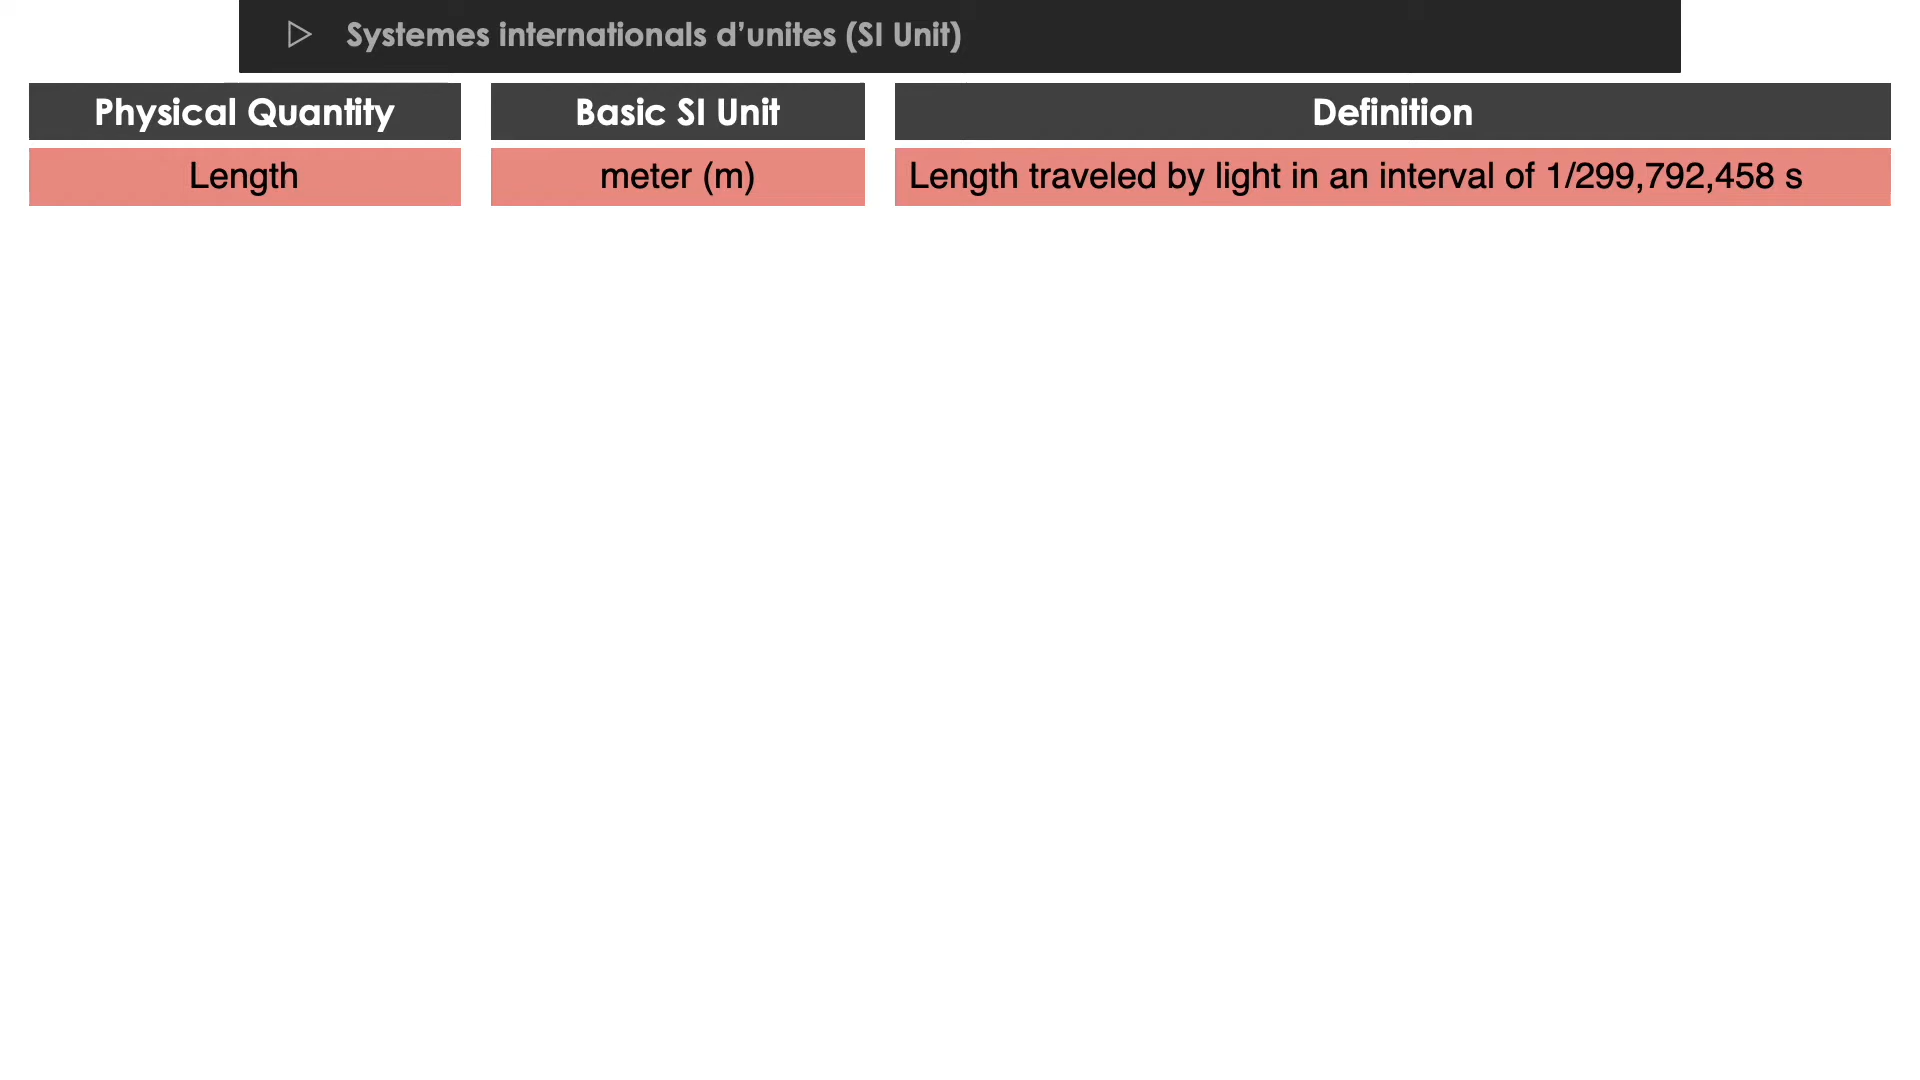 Systemes internationals d’unites (SI Unit)
Physical Quantity Basic SI Unit Definition
Length meter (m) Length traveled by light in an interval of 1/299,792,458 s